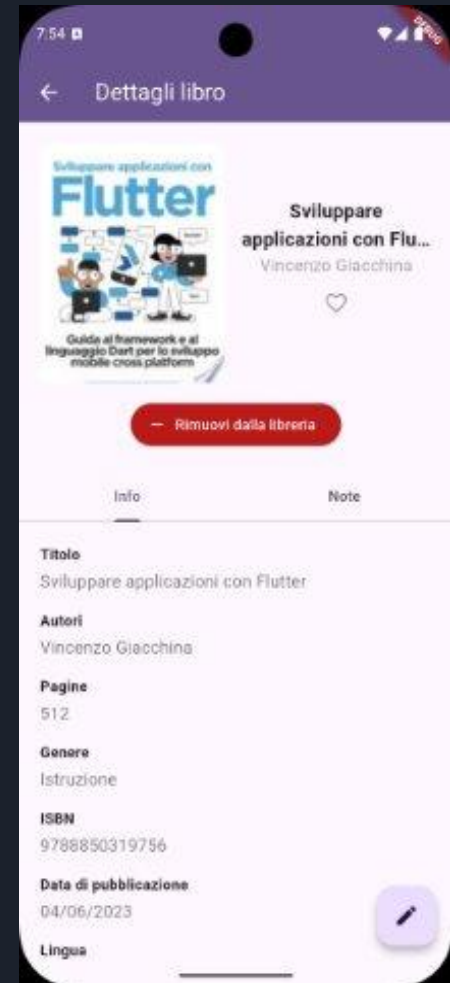 7:54
DEBUG
Dettagli libro
Sviluppare applicazioni con
Flutter
Guida al framework e al
linguaggio Dart per lo sviluppo
mobile cross platform
Sviluppare
applicazioni con Flu...
Vincenzo Giacchina
Rimuovi dalla libreria
Info
Note
Titolo
Sviluppare applicazioni con Flutter
Autori
Vincenzo Giacchina
Pagine
512
Genere
Istruzione
ISBN
9788850319756
Data di pubblicazione
04/06/2023
Lingua